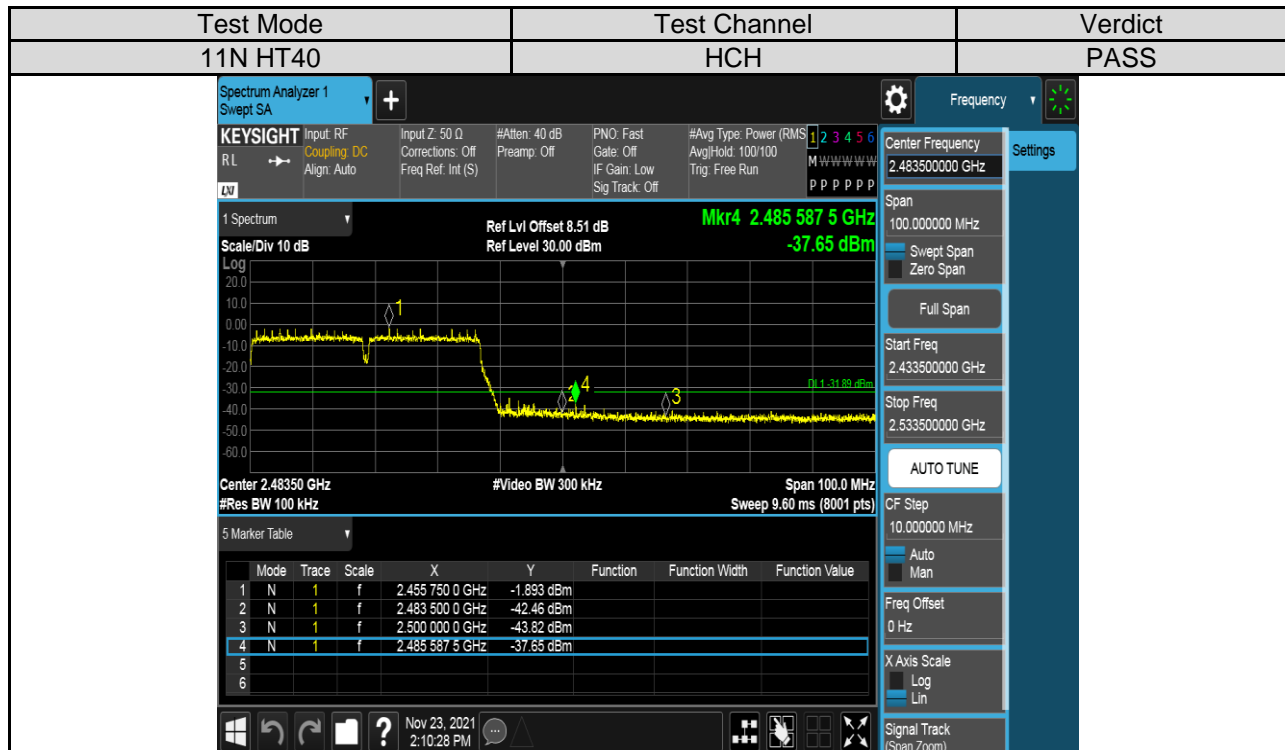 Test Mode Test Channel Verdict
11N HT40 HCH PASS
Spectrum Analyzer 1
Swept SA
+
Frequency
KEYSIGHT
RL
LXI
Input: RF
Coupling: DC
Align: Auto
Input Z: 50 Ω
Corrections: Off
Freq Ref: Int (S)
#Atten: 40 dB
Preamp: Off
PNO: Fast
Gate: Off
IF Gain: Low
Sig Track: Off
#Avg Type: Power (RMS
Avg|Hold: 100/100
Trig: Free Run
1 2 3 4 5 6
M W W W W W
P P P P P P
1 Spectrum
Scale/Div 10 dB
Ref Lvl Offset 8.51 dB
Ref Level 30.00 dBm
Mkr4 2.485 587 5 GHz
-37.65 dBm
Log
20.0
10.0
0.00
-10.0
-20.0
-30.0
-40.0
-50.0
-60.0
1
2
4
3
DL1 -31.89 dBm
Center 2.48350 GHz
#Res BW 100 kHz
#Video BW 300 kHz
Span 100.0 MHz
Sweep 9.60 ms (8001 pts)
5 Marker Table
Mode Trace Scale X Y Function Function Width Function Value
1 N 1 f 2.455 750 0 GHz -1.893 dBm
2 N 1 f 2.483 500 0 GHz -42.46 dBm
3 N 1 f 2.500 000 0 GHz -43.82 dBm
4 N 1 f 2.485 587 5 GHz -37.65 dBm
5
6
?
Nov 23, 2021
2:10:28 PM
Center Frequency
2.483500000 GHz
Settings
Span
100.000000 MHz
Swept Span
Zero Span
Full Span
Start Freq
2.433500000 GHz
Stop Freq
2.533500000 GHz
AUTO TUNE
CF Step
10.000000 MHz
Auto
Man
Freq Offset
0 Hz
X Axis Scale
Log
Lin
Signal Track
(Span Zoom)